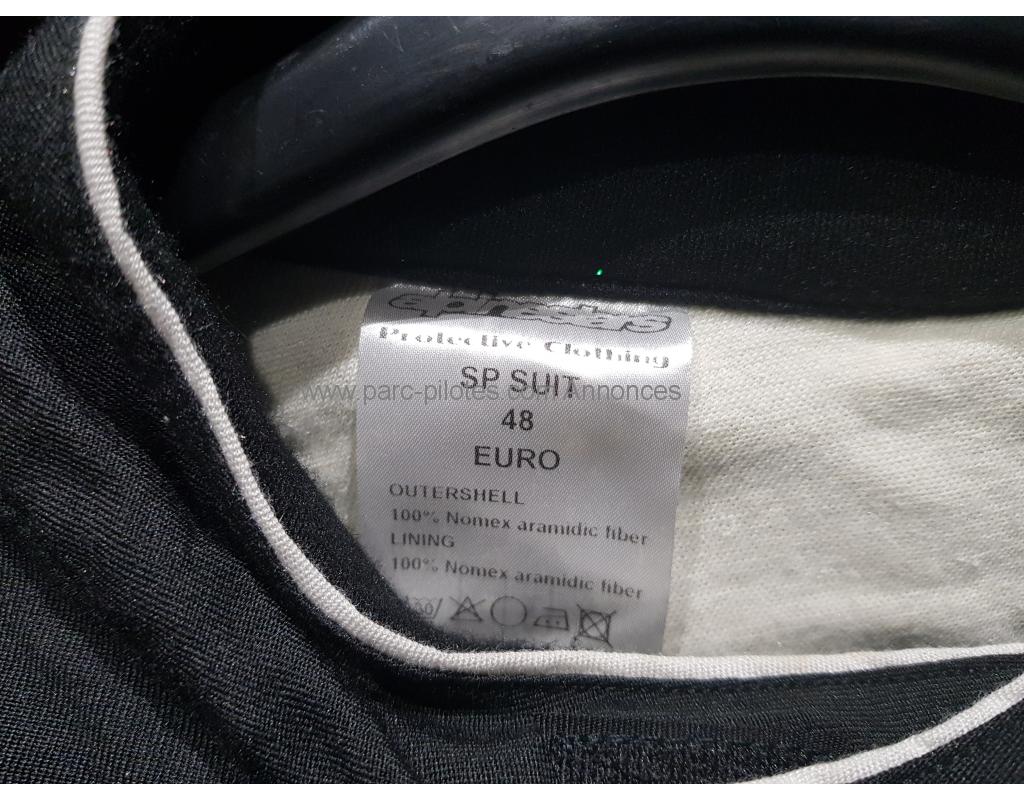 Protective Clothing
SP SUIT
www.parc-pilotes.com Annonces
48
EURO
OUTERSHELL
100% Nomex aramidic fiber
LINING
100% Nomex aramidic fiber